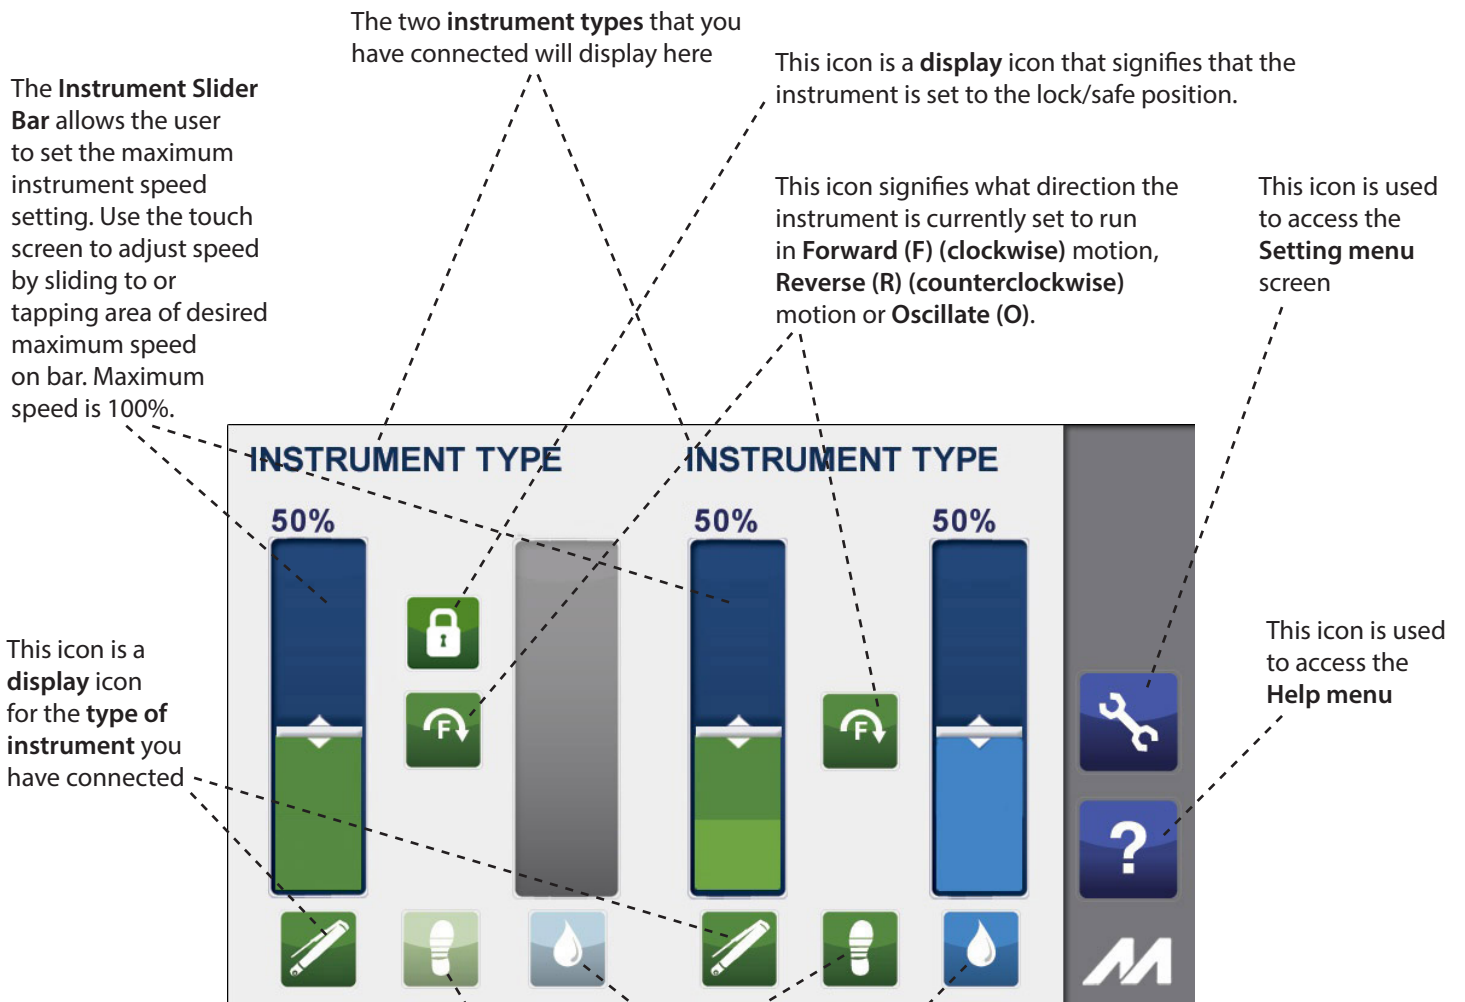 The two instrument types that you
have connected will display here
This icon is a display icon that signifies that the
instrument is set to the lock/safe position.
The Instrument Slider
Bar allows the user
to set the maximum
instrument speed
setting. Use the touch
screen to adjust speed
by sliding to or
tapping area of desired
maximum speed
on bar. Maximum
speed is 100%.
This icon signifies what direction the
instrument is currently set to run
in Forward (F) (clockwise) motion,
Reverse (R) (counterclockwise)
motion or Oscillate (O).
This icon is used
to access the
Setting menu
screen
INSTRUMENT TYPE
INSTRUMENT TYPE
50%
50%
50%
F
F
This icon is a
display icon
for the type of
instrument you
have connected
This icon is used
to access the
Help menu
?